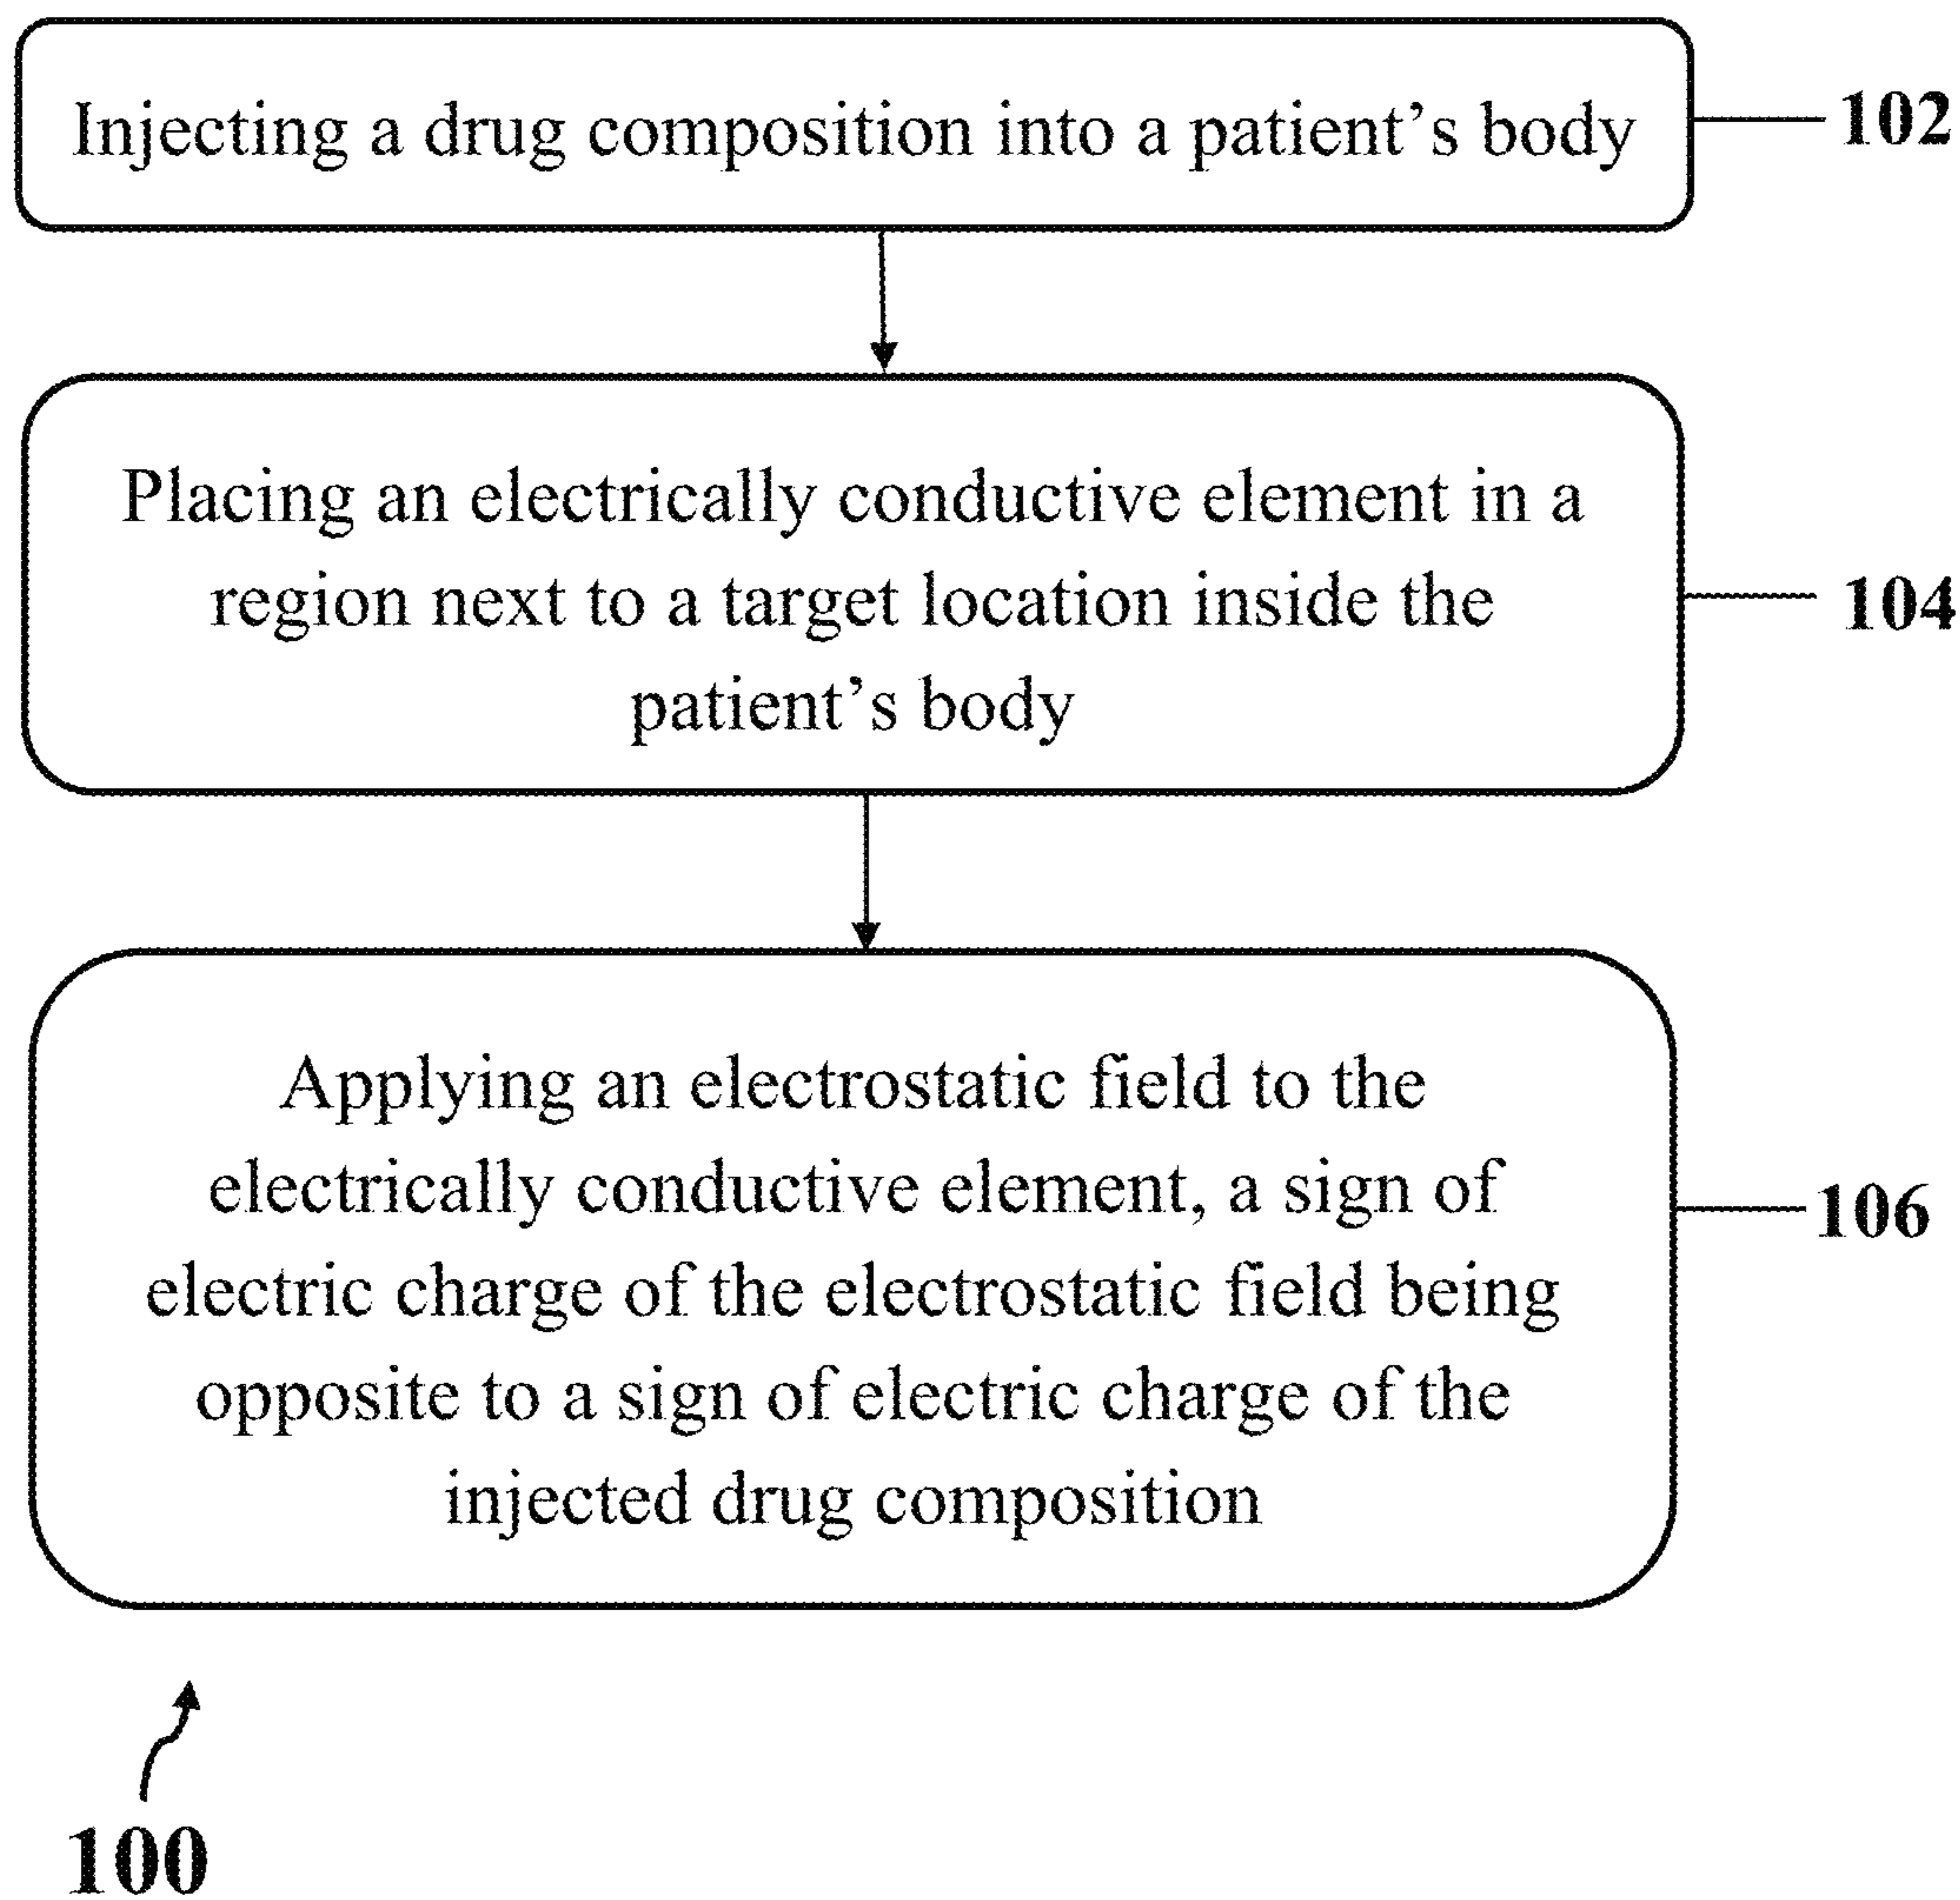 Injecting a drug composition into a patient’s body
102
Placing an electrically conductive element in a
region next to a target location inside the
patient’s body
104
Applying an electrostatic field to the
electrically conductive element, a sign of
electric charge of the electrostatic field being
opposite to a sign of electric charge of the
injected drug composition
106
100